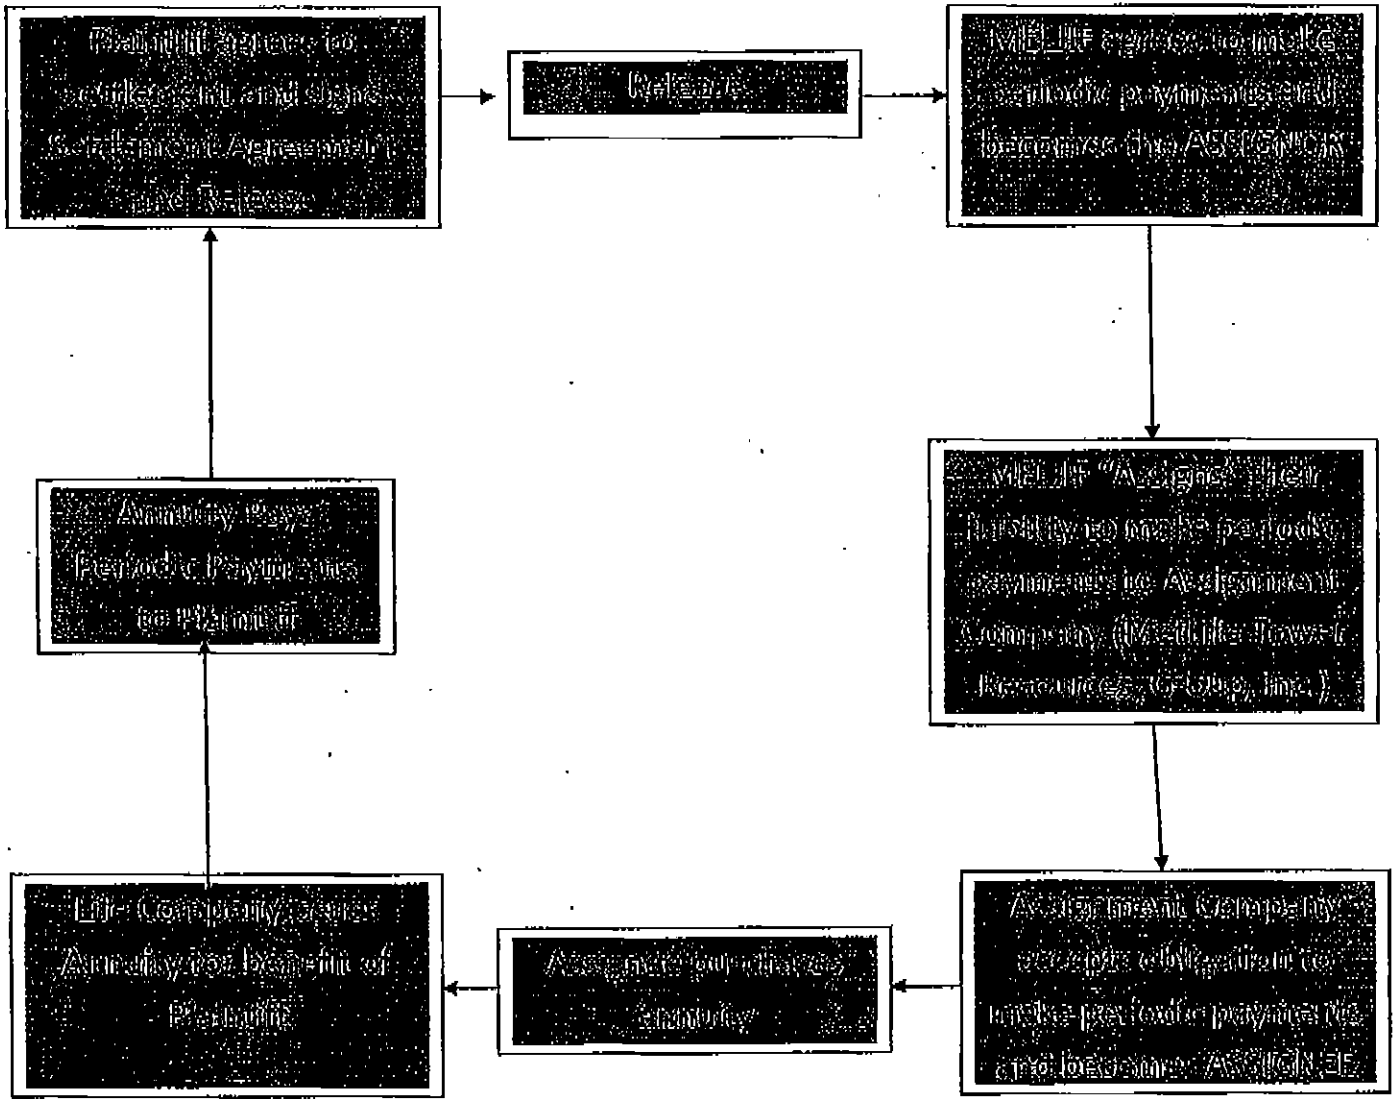 Plaintiff agrees to
settlement and signs
Settlement Agreement
and Release
Release
MELJIF agrees to make
periodic payments and
becomes the ASSIGNOR
MELJIF "Assigns" their
liability to make periodic
payments to Assignment
Company (MetLife Tower
Resources Group, Inc.)
Assignment Company
accepts obligation to
make periodic payments
and becomes ASSIGNEE
Assignee purchases
annuity
Life Company issues
Annuity for benefit of
Plaintiff
Annuity Pays
Periodic Payments
to Plaintiff